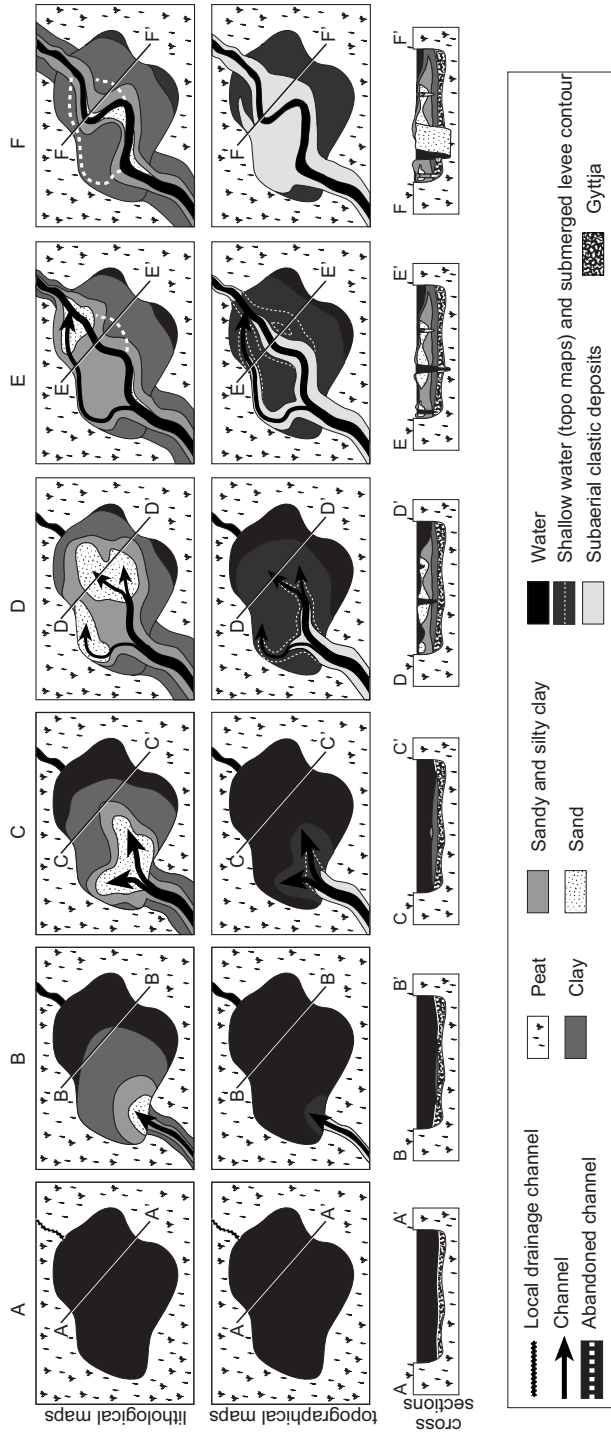 A B C D E F
lithological maps
A A' B B' C C' D D' E E' F F'
topographical maps
A A' B B' C C' D D' E E' F F'
cross
sections
A A' B B' C C' D D' E E' F F'
Local drainage channel
Channel
Abandoned channel
Peat
Clay
Sandy and silty clay
Sand
Water
Shallow water (topo maps) and submerged levee contour
Subaerial clastic deposits
Gyttja